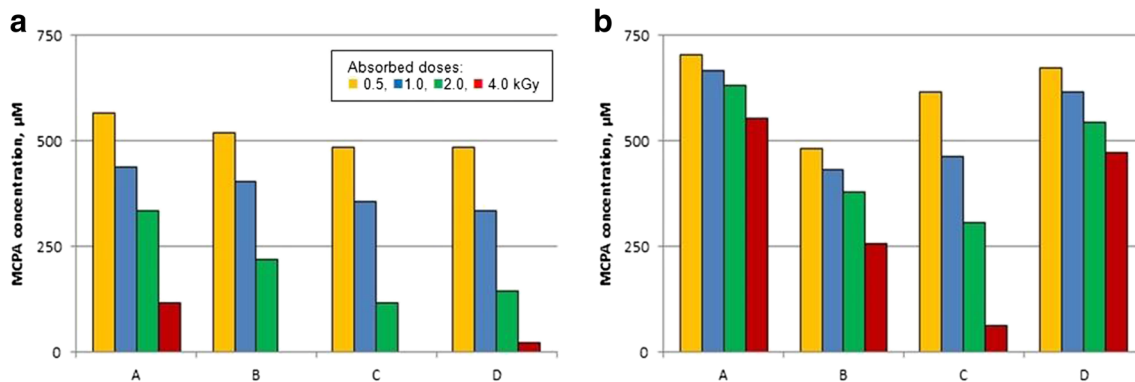 a
750
500
250
0
MCPA concentration, µM
Absorbed doses:
0.5, 1.0, 2.0, 4.0 kGy
A B C D
b
750
500
250
0
MCPA concentration, µM
A B C D